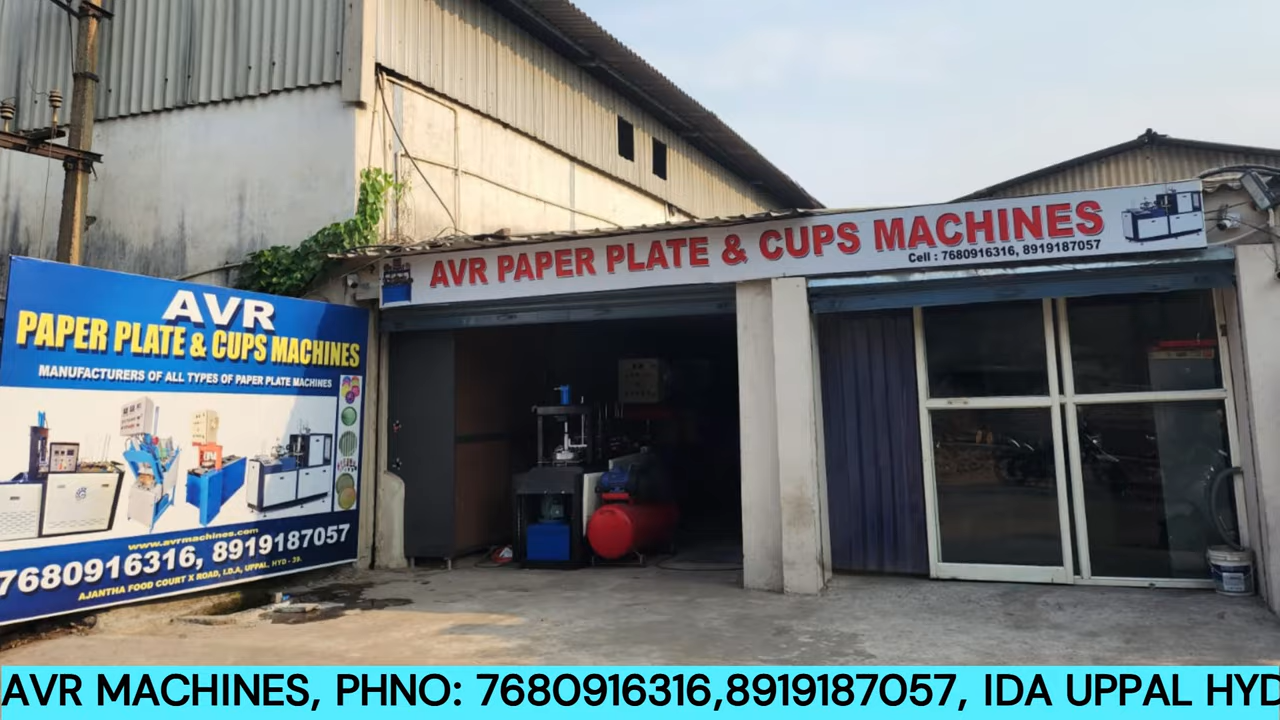 AVR PAPER PLATE & CUPS MACHINES
Cell : 7680916316, 8919187057
AVR
PAPER PLATE & CUPS MACHINES
MANUFACTURERS OF ALL TYPES OF PAPER PLATE MACHINES
www.avrmachines.com
7680916316, 8919187057
AJANTHA FOOD COURT X ROAD, I.D.A, UPPAL, HYD - 39.
AVR MACHINES, PHNO: 7680916316,8919187057, IDA UPPAL HYD